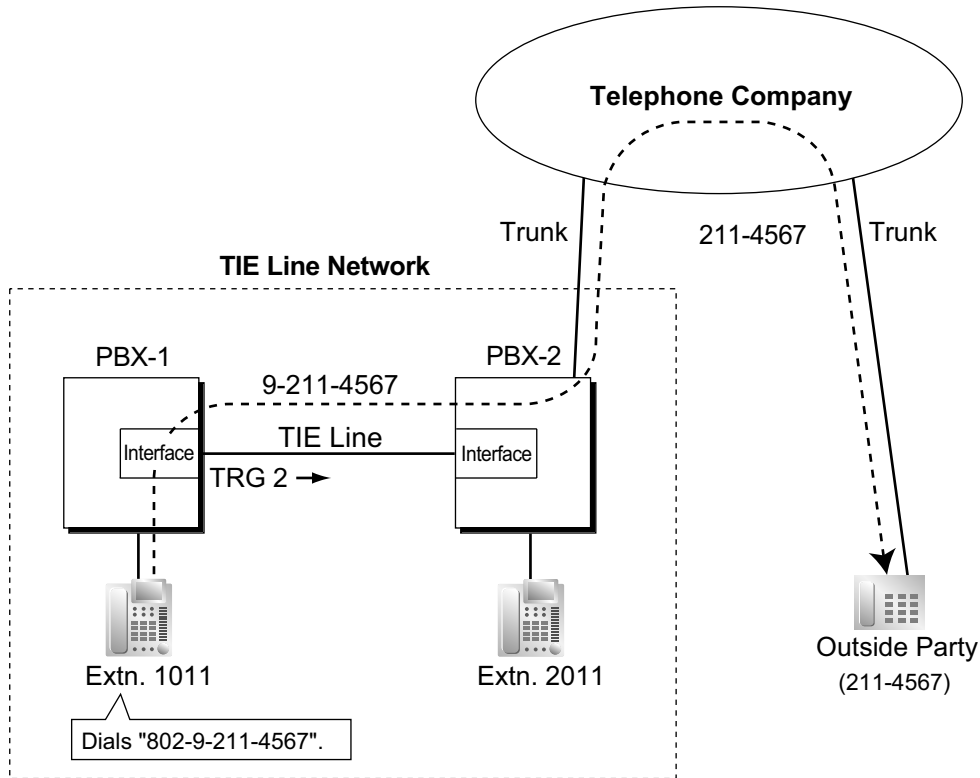 Telephone Company
Trunk
211-4567
Trunk
TIE Line Network
PBX-1
PBX-2
9-211-4567
Interface
TIE Line
Interface
TRG 2
Extn. 1011
Extn. 2011
Outside Party
(211-4567)
Dials "802-9-211-4567".